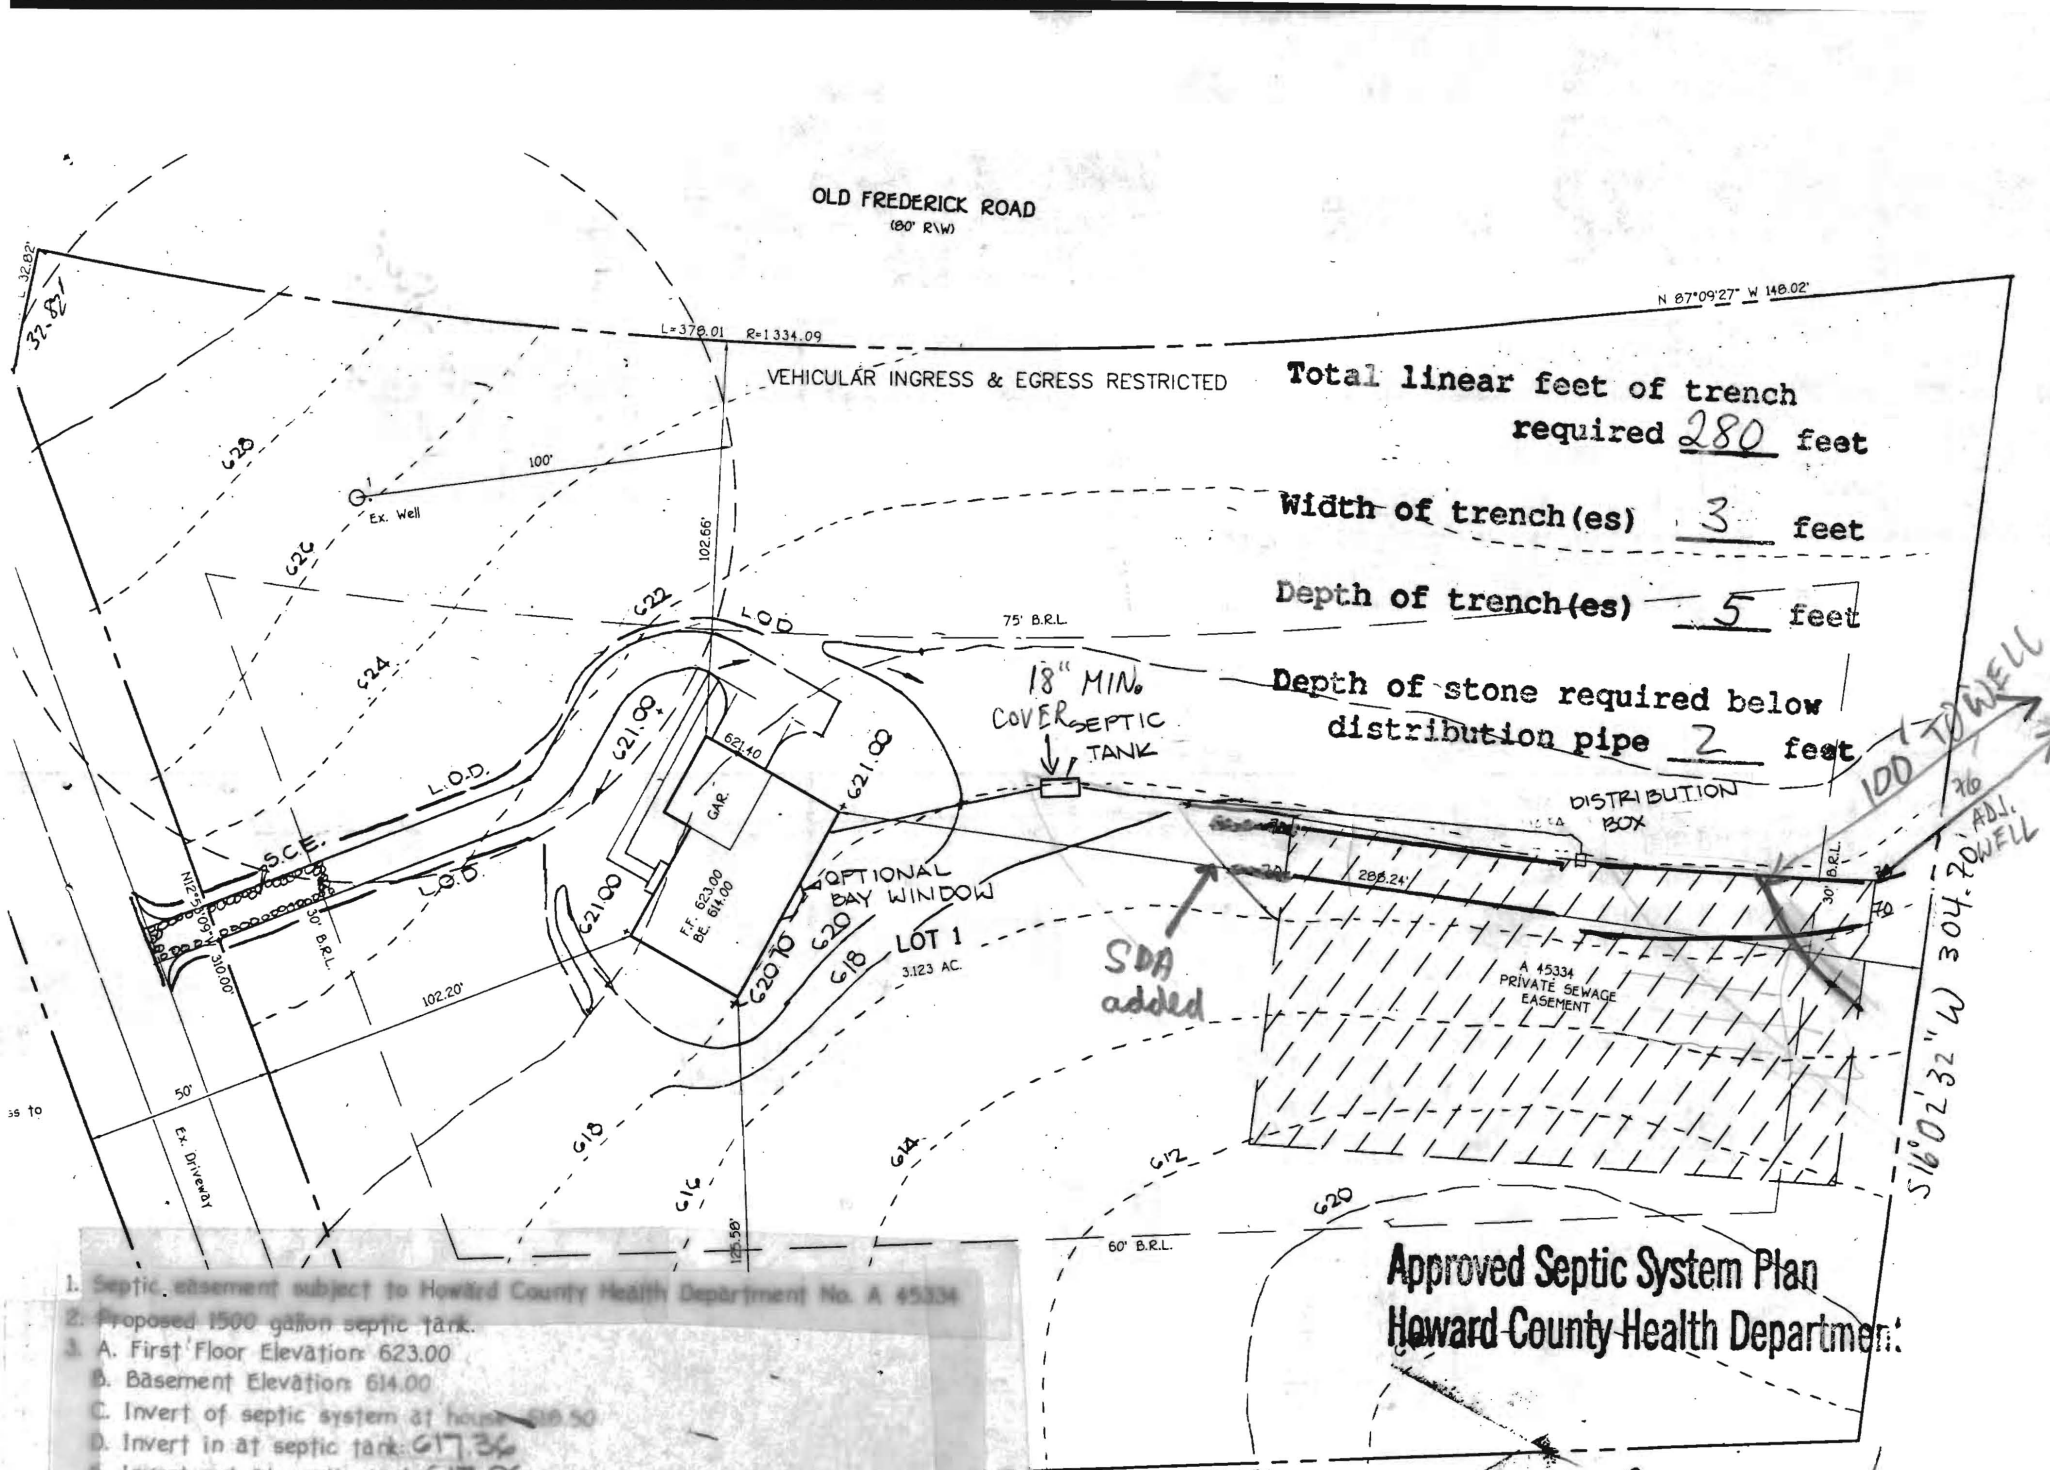 OLD FREDERICK ROAD
(80' R\W)
N 87°09'27" W 148.02'
L 32.82'
32.82'
L=378.01 R=1334.09
VEHICULAR INGRESS & EGRESS RESTRICTED
Total linear feet of trench
required 280 feet
Width of trench(es) 3 feet
Depth of trench(es) 5 feet
Depth of stone required below
distribution pipe 2 feet
628
100'
Ex. Well
626
102.66'
622
L.O.D.
75' B.R.L.
624
18" MIN.
COVER
SEPTIC
TANK
621.00
621.40
621.00
L.O.D.
100' TO WELL
DISTRIBUTION
BOX
76
ADJ.
WELL
GAR.
S.C.E.
L.O.D.
N12°53'09"W 310.00'
30' B.R.L.
OPTIONAL
BAY WINDOW
621.00
F.F. 623.00
BE. 614.00
288.24'
30' B.R.L.
70
620
618
LOT 1
3.123 AC.
620.70
SDA
added
A 45334
PRIVATE SEWAGE
EASEMENT
S16°02'32" W 304.70'
102.20'
50'
ss to
Ex. Driveway
618
616
614
612
620
125.58'
60' B.R.L.
Approved Septic System Plan
Howard County Health Department
1. Septic easement subject to Howard County Health Department No. A 45334
2. Proposed 1500 gallon septic tank.
3. A. First Floor Elevation: 623.00
B. Basement Elevation: 614.00
C. Invert of septic system at house 618.50
D. Invert in at septic tank: 617.36